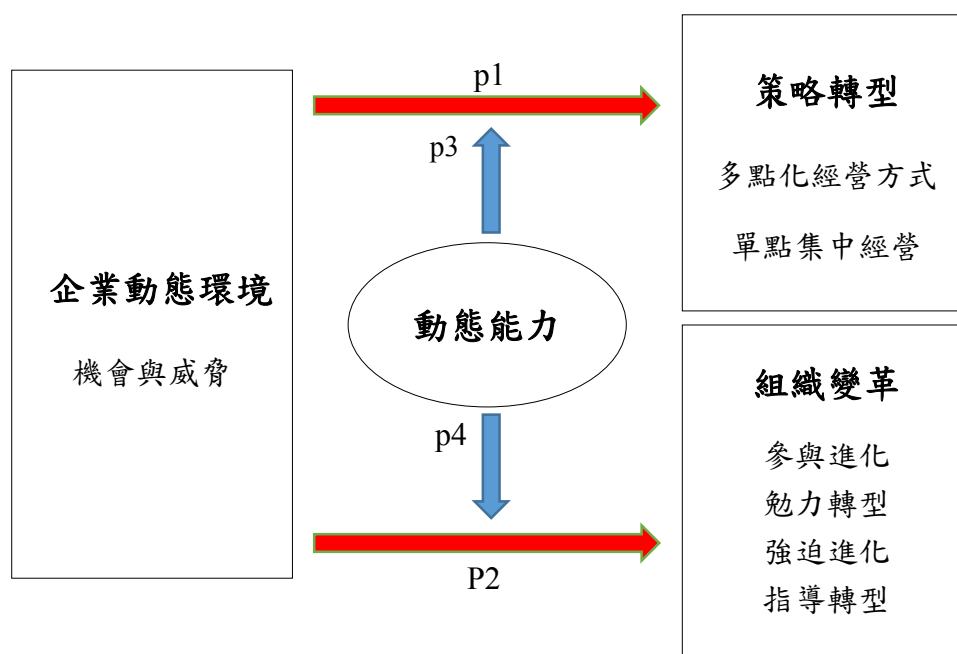 企業動態環境
機會與威脅
p1
p3
動態能力
p4
P2
策略轉型
多點化經營方式
單點集中經營
組織變革
參與進化
勉力轉型
強迫進化
指導轉型